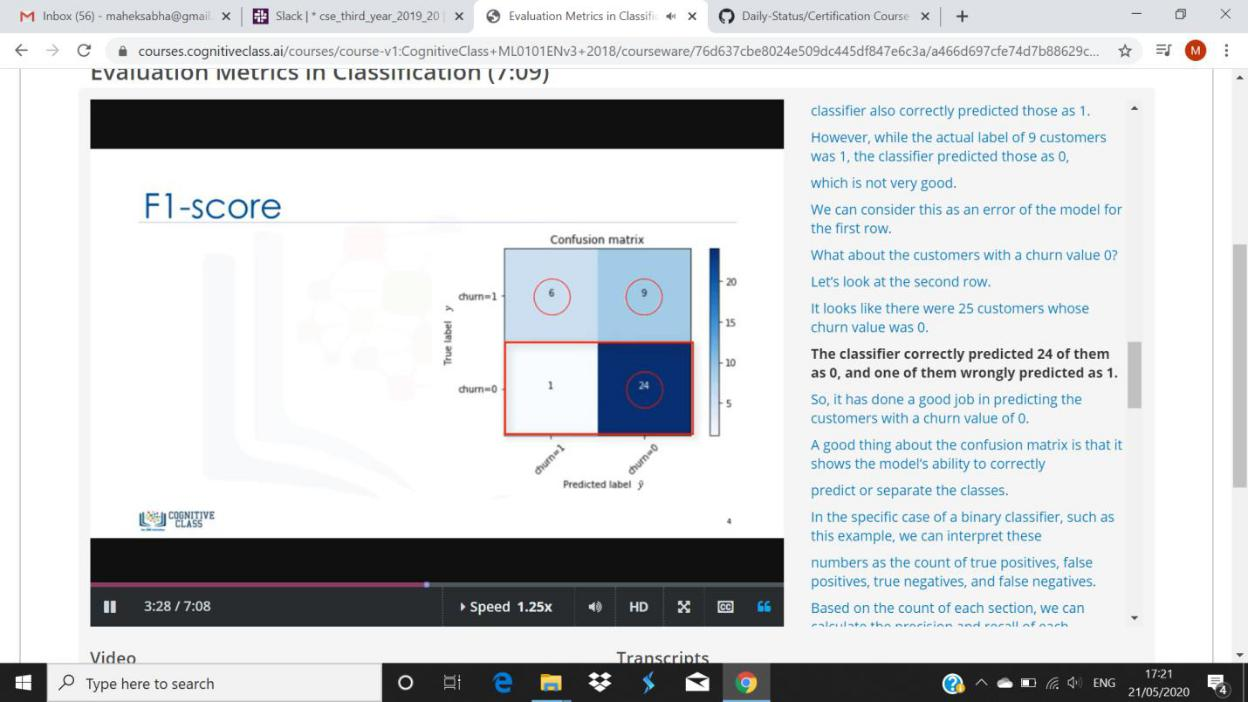 Inbox (56) - maheksabha@gmail.
Slack | * cse_third_year_2019_20
Evaluation Metrics in Classifi
Daily-Status/Certification Course
courses.cognitiveclass.ai/courses/course-v1:CognitiveClass+ML0101ENv3+2018/courseware/76d637cbe8024e509dc445df847e6c3a/a466d697cfe74d7b88629c...
M
Evaluation Metrics in Classification (7:09)
F1-score
Confusion matrix
churn=1
6
9
churn=0
1
24
True label y
20
15
10
5
churn=1
churn=0
Predicted label ŷ
COGNITIVE
CLASS
4
3:28 / 7:08
Speed 1.25x
HD
CC
classifier also correctly predicted those as 1.
However, while the actual label of 9 customers
was 1, the classifier predicted those as 0,
which is not very good.
We can consider this as an error of the model for
the first row.
What about the customers with a churn value 0?
Let's look at the second row.
It looks like there were 25 customers whose
churn value was 0.
The classifier correctly predicted 24 of them
as 0, and one of them wrongly predicted as 1.
So, it has done a good job in predicting the
customers with a churn value of 0.
A good thing about the confusion matrix is that it
shows the model's ability to correctly
predict or separate the classes.
In the specific case of a binary classifier, such as
this example, we can interpret these
numbers as the count of true positives, false
positives, true negatives, and false negatives.
Based on the count of each section, we can
calculate the precision and recall of each
Video
Transcripts
Type here to search
ENG
17:21
21/05/2020
4